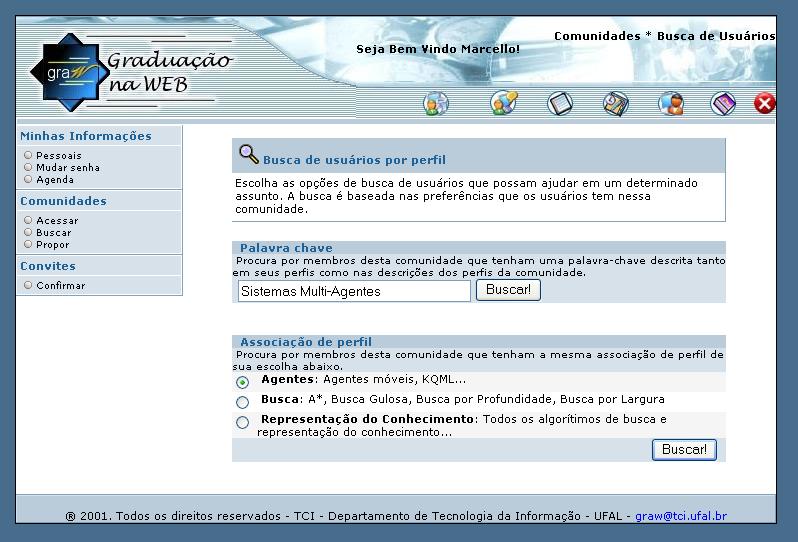 Comunidades * Busca de Usuários
Seja Bem Vindo Marcello!
graw
Graduação
na WEB
Minhas Informações
Pessoais
Mudar senha
Agenda
Comunidades
Acessar
Buscar
Propor
Convites
Confirmar
Busca de usuários por perfil
Escolha as opções de busca de usuários que possam ajudar em um determinado
assunto. A busca é baseada nas preferências que os usuários tem nessa
comunidade.
Palavra chave
Procura por membros desta comunidade que tenham uma palavra-chave descrita tanto
em seus perfis como nas descrições dos perfis da comunidade.
Sistemas Multi-Agentes Buscar!
Associação de perfil
Procura por membros desta comunidade que tenham a mesma associação de perfil de
sua escolha abaixo.
Agentes: Agentes móveis, KQML...
Busca: A*, Busca Gulosa, Busca por Profundidade, Busca por Largura
Representação do Conhecimento: Todos os algorítimos de busca e
representação do conhecimento...
Buscar!
® 2001. Todos os direitos reservados - TCI - Departamento de Tecnologia da Informação - UFAL - graw@tci.ufal.br